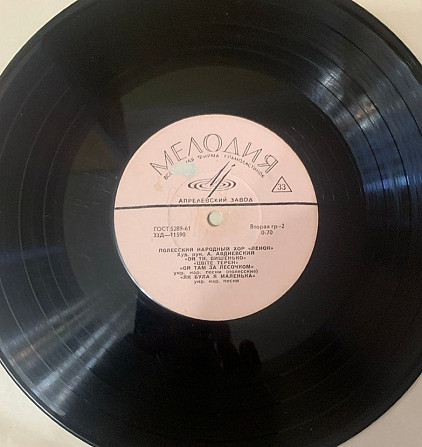 МЕЛОДИЯ
ФИРМА ГРАМПЛАСТИНОК
33
АПРЕЛЕВСКИЙ ЗАВОД
ГОСТ 5289-61 Вторая гр-2
33Д—11590 0-70
ПОЛЕССКИЙ НАРОДНЫЙ ХОР «ЛЕНОК»
Худ. рук. А. АВДИЕВСКИЙ
«ОЙ ТИ, ВИШЕНЬКО»
«ЦВІТЕ ТЕРЕН»
«ОЙ ТАМ ЗА ЛЕСОЧКОМ»
укр. нар. песни (полесские)
«ЯК БУЛА Я МАЛЕНЬКА»
укр. нар. песня